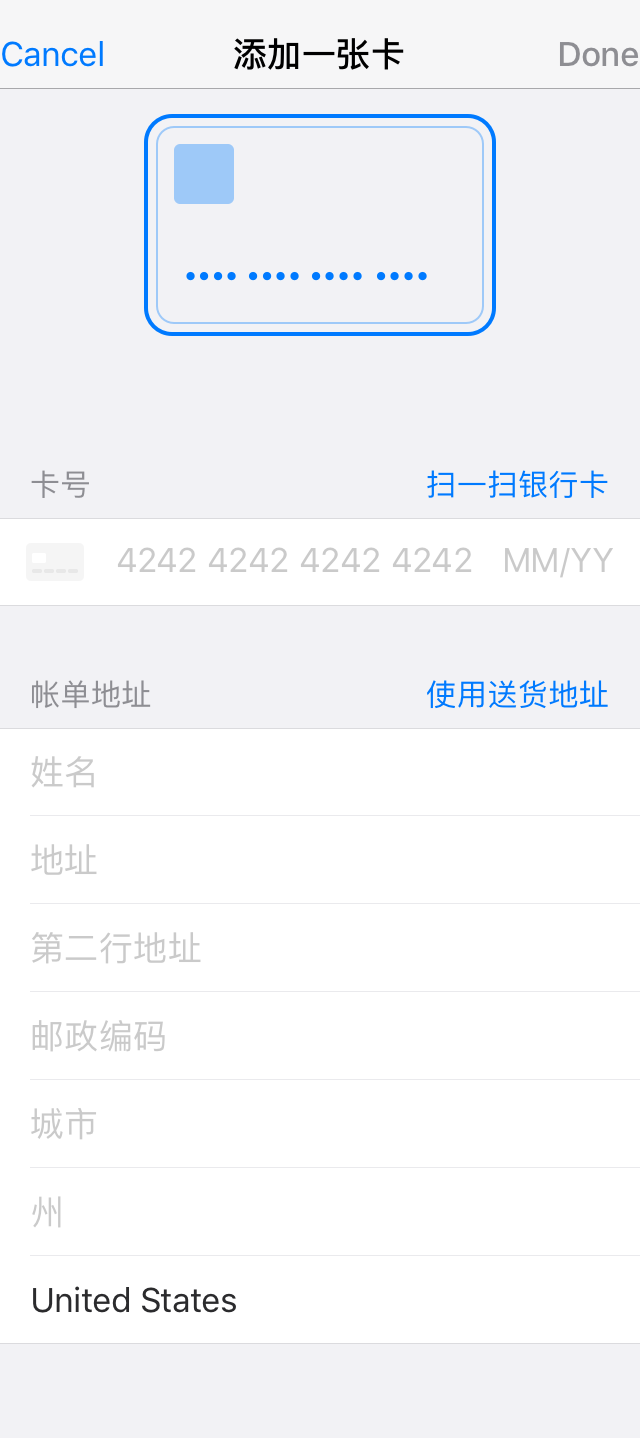 Cancel 添加一张卡 Done
•••• •••• •••• ••••
卡号 扫一扫银行卡
4242 4242 4242 4242 MM/YY
帐单地址 使用送货地址
姓名
地址
第二行地址
邮政编码
城市
州
United States